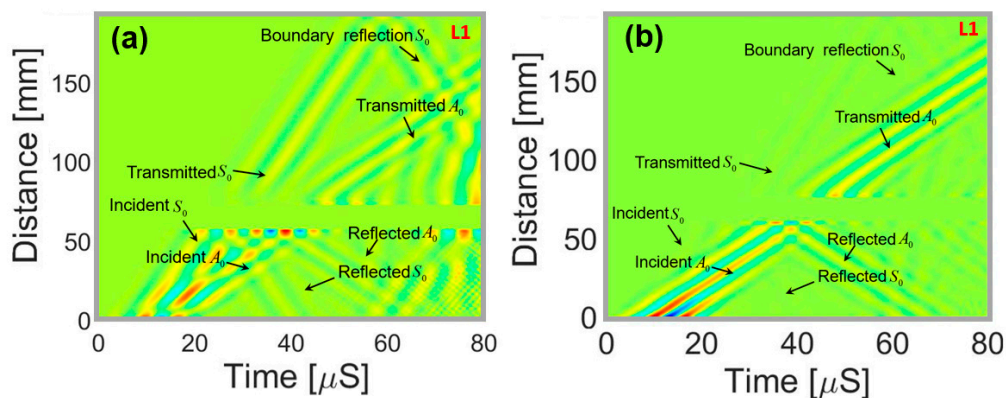 (a)
L1
Boundary reflection S0
Transmitted A0
Transmitted S0
Incident S0
Incident A0
Reflected A0
Reflected S0
Distance [mm]
150
100
50
0
0
20
40
60
80
Time [μS]
(b)
L1
Boundary reflection S0
Transmitted A0
Transmitted S0
Incident S0
Incident A0
Reflected A0
Reflected S0
Distance [mm]
150
100
50
0
0
20
40
60
80
Time [μS]